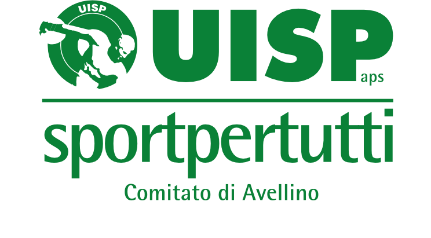 UISP
UISP
aps
sportpertutti
Comitato di Avellino